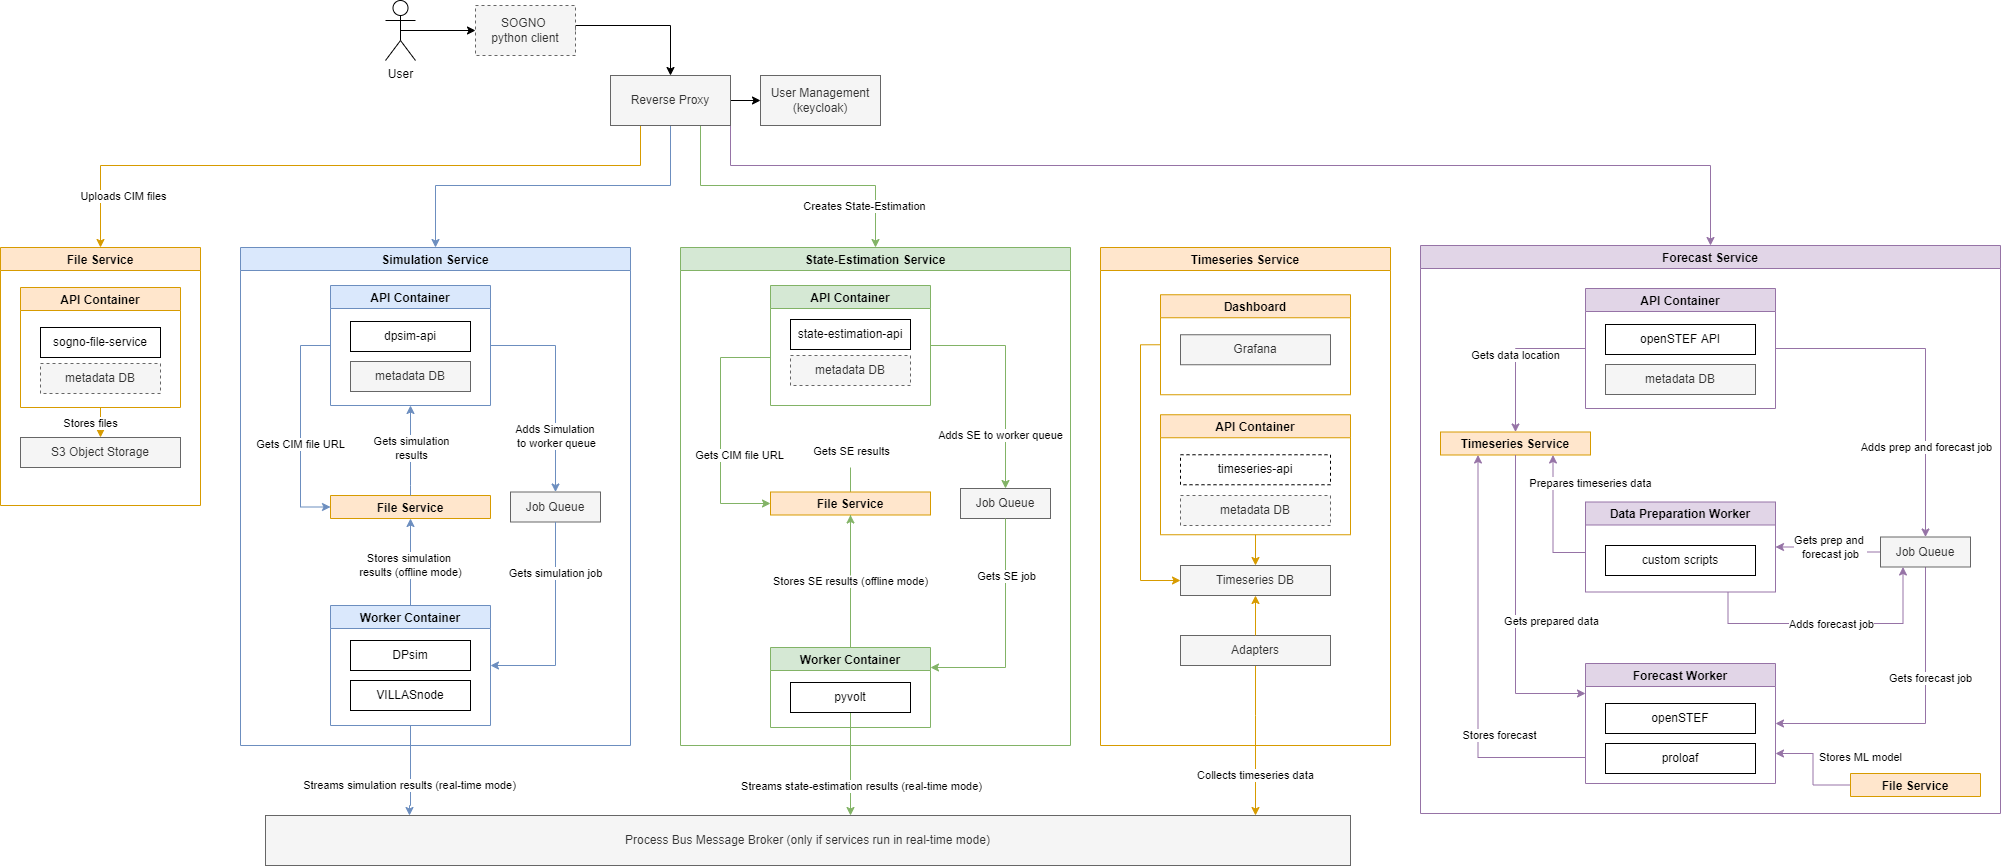 User
SOGNO
python client
Reverse Proxy
User Management
(keycloak)
Uploads CIM files
Creates State-Estimation
File Service
API Container
sogno-file-service
metadata DB
Stores files
S3 Object Storage
Simulation Service
API Container
dpsim-api
metadata DB
Gets CIM file URL
Gets simulation
results
Adds Simulation
to worker queue
File Service
Job Queue
Stores simulation
results (offline mode)
Gets simulation job
Worker Container
DPsim
VILLASnode
Streams simulation results (real-time mode)
State-Estimation Service
API Container
state-estimation-api
metadata DB
Gets CIM file URL
Gets SE results
Adds SE to worker queue
File Service
Job Queue
Stores SE results (offline mode)
Gets SE job
Worker Container
pyvolt
Streams state-estimation results (real-time mode)
Timeseries Service
Dashboard
Grafana
API Container
timeseries-api
metadata DB
Timeseries DB
Adapters
Collects timeseries data
Forecast Service
API Container
openSTEF API
metadata DB
Gets data location
Timeseries Service
Adds prep and forecast job
Prepares timeseries data
Data Preparation Worker
custom scripts
Gets prep and
forecast job
Job Queue
Adds forecast job
Gets prepared data
Forecast Worker
openSTEF
proloaf
Gets forecast job
Stores forecast
Stores ML model
File Service
Process Bus Message Broker (only if services run in real-time mode)